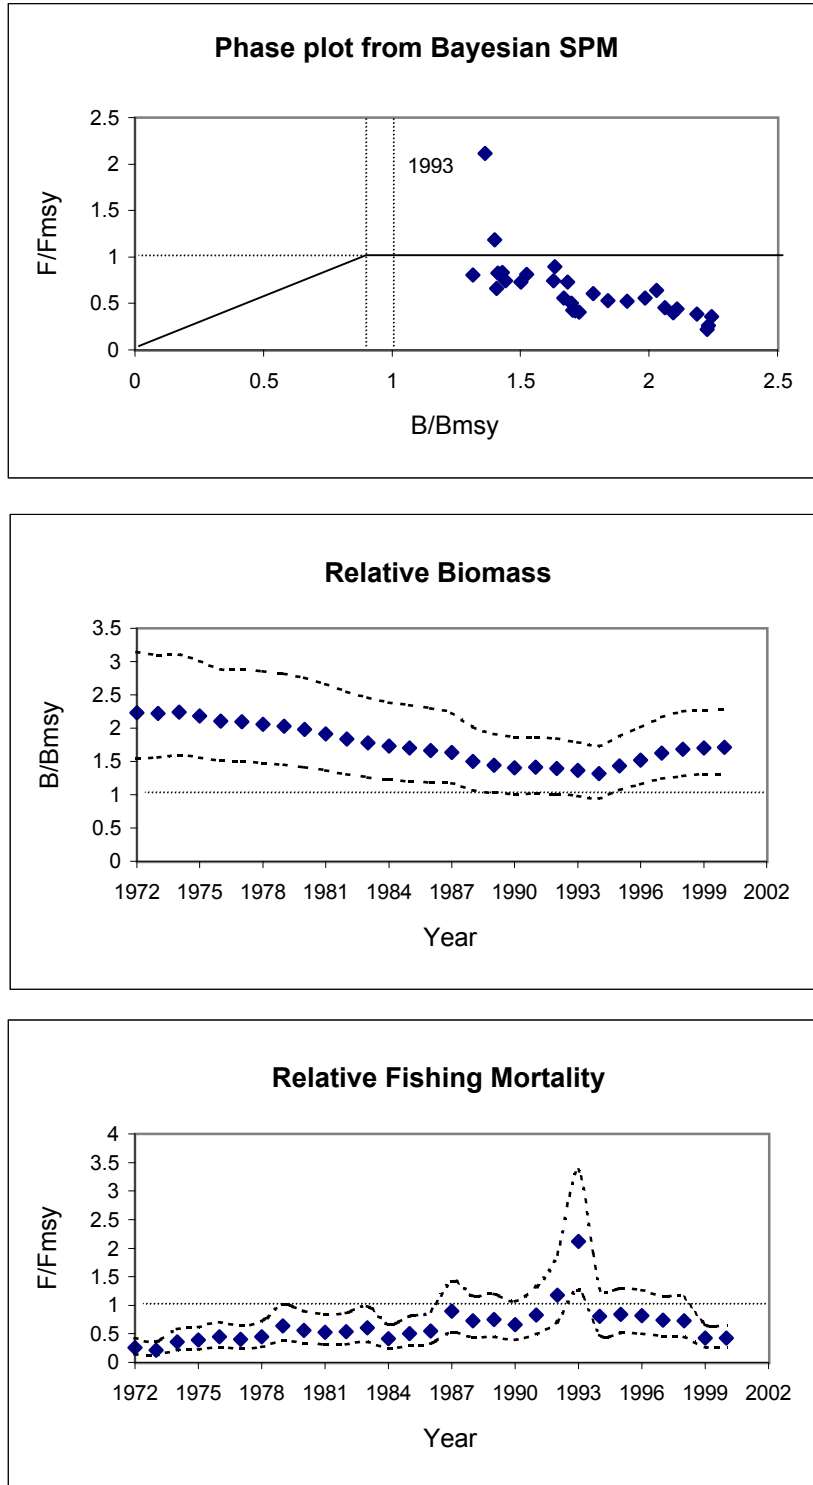 Phase plot from Bayesian SPM
2.5
2
1.5
1
0.5
0
F/Fmsy
1993
0 0.5 1 1.5 2 2.5
B/Bmsy
Relative Biomass
3.5
3
2.5
2
1.5
1
0.5
0
B/Bmsy
1972 1975 1978 1981 1984 1987 1990 1993 1996 1999 2002
Year
Relative Fishing Mortality
4
3.5
3
2.5
2
1.5
1
0.5
0
F/Fmsy
1972 1975 1978 1981 1984 1987 1990 1993 1996 1999 2002
Year